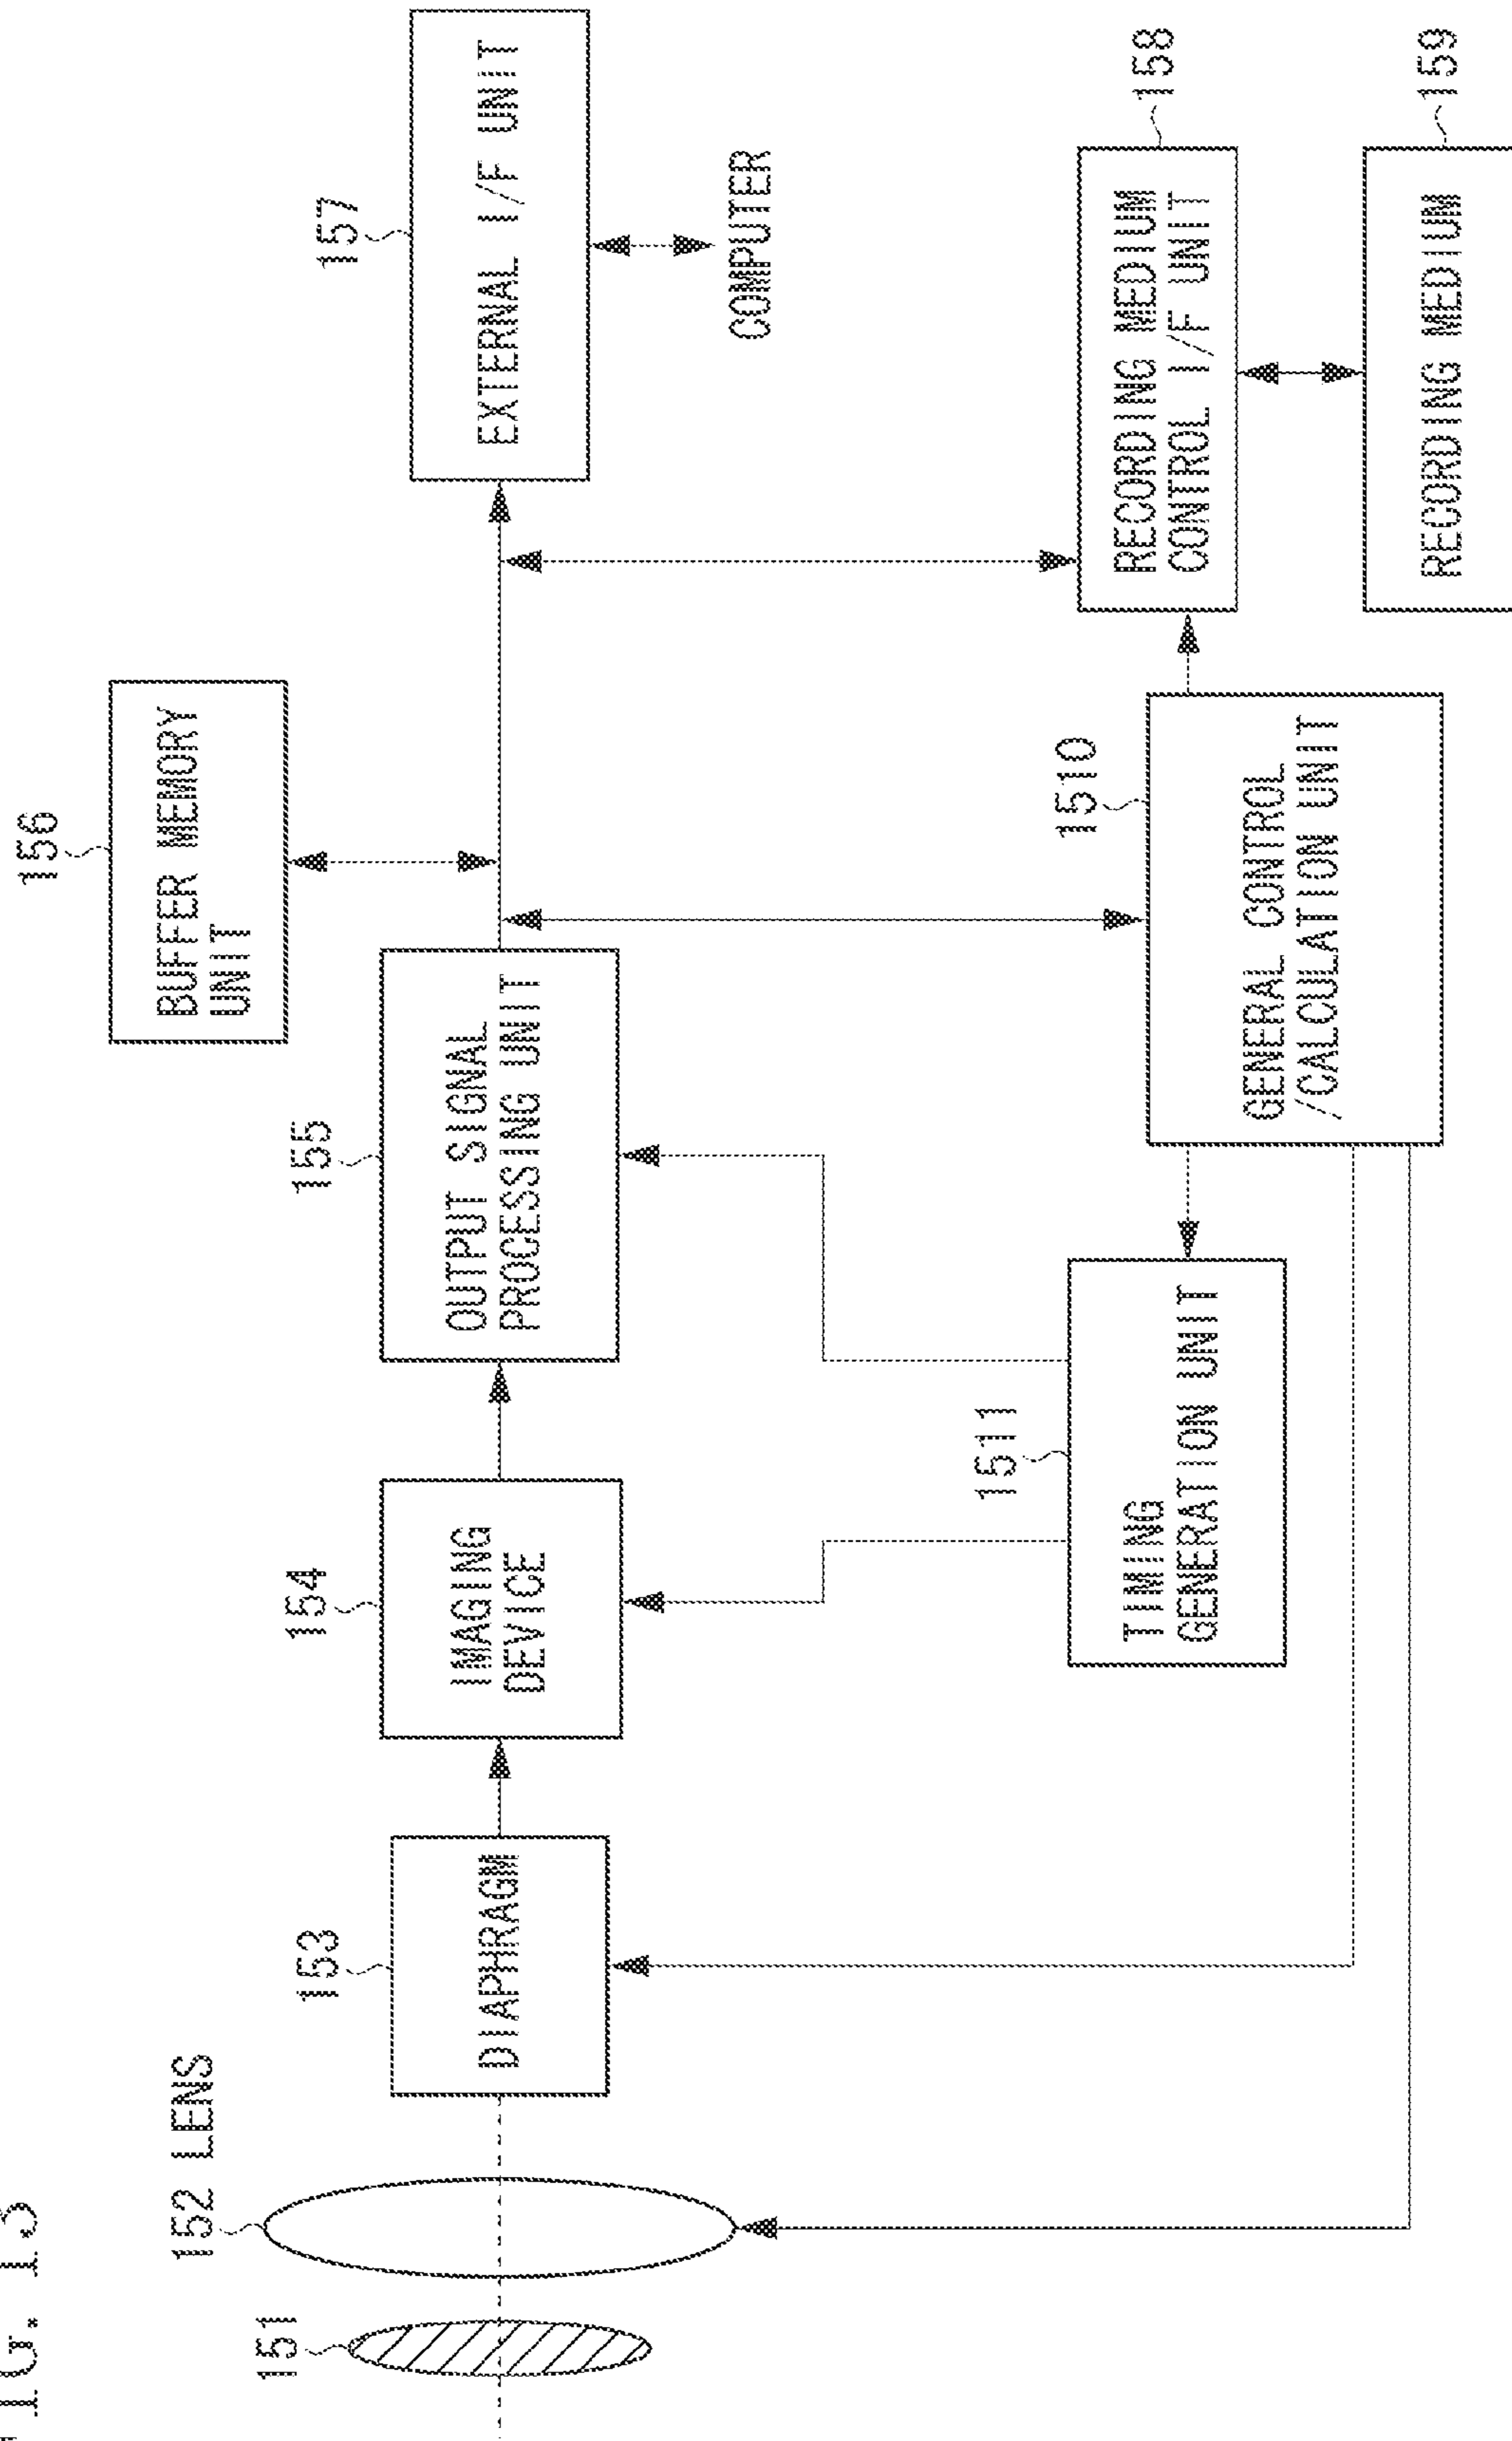 FIG. 15
151
152 LENS
153
DIAPHRAGM
154
IMAGING
DEVICE
155
OUTPUT SIGNAL
PROCESSING UNIT
156
BUFFER MEMORY
UNIT
157
EXTERNAL I/F UNIT
COMPUTER
1511
TIMING
GENERATION UNIT
1510
GENERAL CONTROL
/CALCULATION UNIT
158
RECORDING MEDIUM
CONTROL I/F UNIT
159
RECORDING MEDIUM